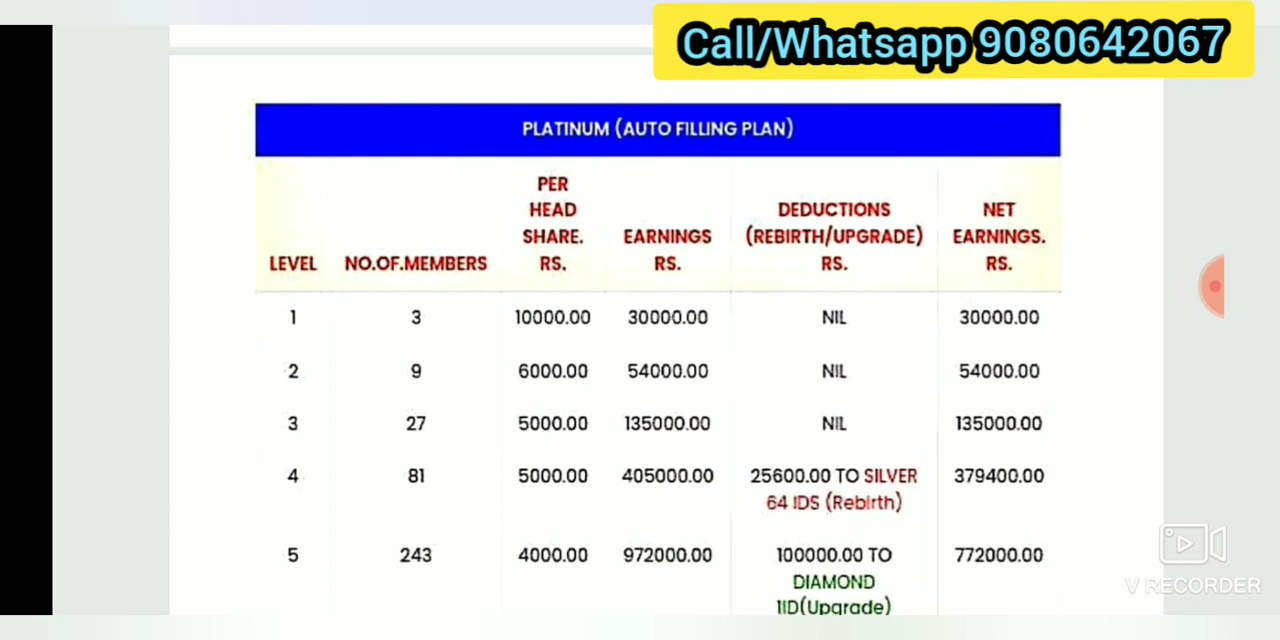 Call/Whatsapp 9080642067
PLATINUM (AUTO FILLING PLAN)
LEVEL NO.OF.MEMBERS PER HEAD SHARE. RS. EARNINGS RS. DEDUCTIONS (REBIRTH/UPGRADE) RS. NET EARNINGS. RS.
1 3 10000.00 30000.00 NIL 30000.00
2 9 6000.00 54000.00 NIL 54000.00
3 27 5000.00 135000.00 NIL 135000.00
4 81 5000.00 405000.00 25600.00 TO SILVER 379400.00
64 IDS (Rebirth)
5 243 4000.00 972000.00 100000.00 TO 772000.00
DIAMOND
1ID(Upgrade)
V RECORDER